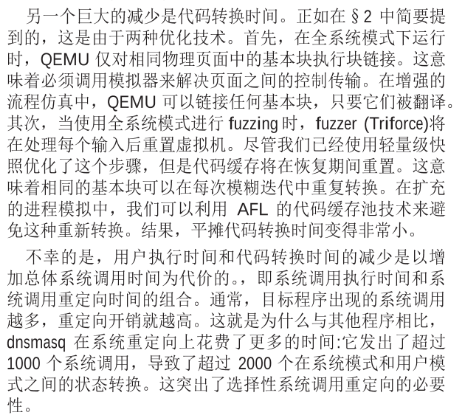 另一个巨大的减少是代码转换时间。正如在 § 2 中简要提
到的，这是由于两种优化技术。首先，在全系统模式下运行
时，QEMU 仅对相同物理页面中的基本块执行块链接。这意
味着必须调用模拟器来解决页面之间的控制传输。在增强的
流程仿真中，QEMU 可以链接任何基本块，只要它们被翻译。
其次，当使用全系统模式进行 fuzzing 时，fuzzer (Triforce)将
在处理每个输入后重置虚拟机。尽管我们已经使用轻量级快
照优化了这个步骤，但是代码缓存将在恢复期间重置。这意
味着相同的基本块可以在每次模糊迭代中重复转换。在扩充
的进程模拟中，我们可以利用 AFL 的代码缓存池技术来避
免这种重新转换。结果，平摊代码转换时间变得非常小。
不幸的是，用户执行时间和代码转换时间的减少是以增
加总体系统调用时间为代价的。，即系统调用执行时间和系
统调用重定向时间的组合。通常，目标程序出现的系统调用
越多，重定向开销就越高。这就是为什么与其他程序相比，
dnsmasq 在系统重定向上花费了更多的时间:它发出了超过
1000 个系统调用，导致了超过 2000 个在系统模式和用户模
式之间的状态转换。这突出了选择性系统调用重定向的必要
性。